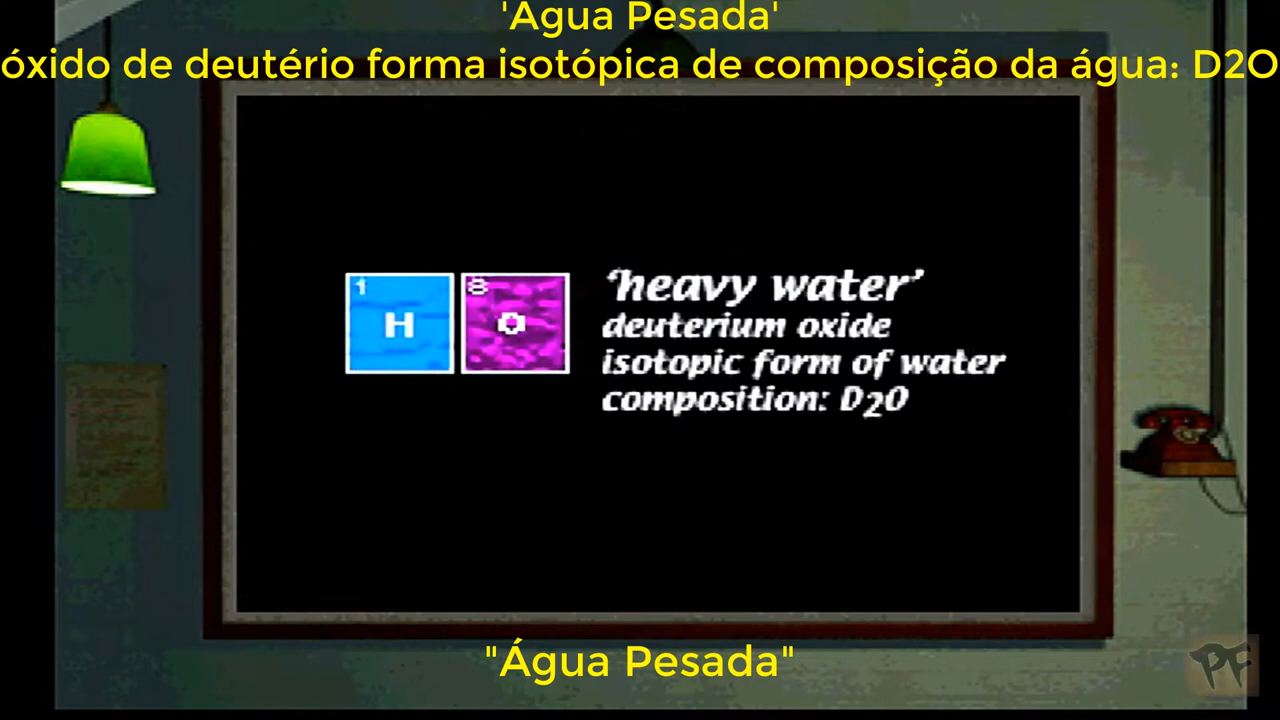 'Água Pesada'
óxido de deutério forma isotópica de composição da água: D2O
1
H
8
O
'heavy water'
deuterium oxide
isotopic form of water
composition: D2O
"Água Pesada"
PF